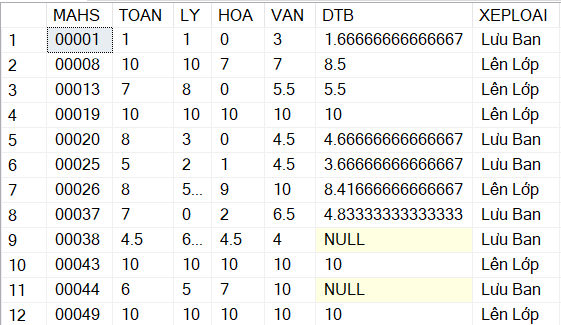 MAHS TOAN LY HOA VAN DTB XEPLOAI
1 00001 1 1 0 3 1.66666666666667 Lưu Ban
2 00008 10 10 7 7 8.5 Lên Lớp
3 00013 7 8 0 5.5 5.5 Lên Lớp
4 00019 10 10 10 10 10 Lên Lớp
5 00020 8 3 0 4.5 4.66666666666667 Lưu Ban
6 00025 5 2 1 4.5 3.66666666666667 Lưu Ban
7 00026 8 5... 9 10 8.41666666666667 Lên Lớp
8 00037 7 0 2 6.5 4.83333333333333 Lưu Ban
9 00038 4.5 6... 4.5 4 NULL Lưu Ban
10 00043 10 10 10 10 10 Lên Lớp
11 00044 6 5 7 10 NULL Lưu Ban
12 00049 10 10 10 10 10 Lên Lớp